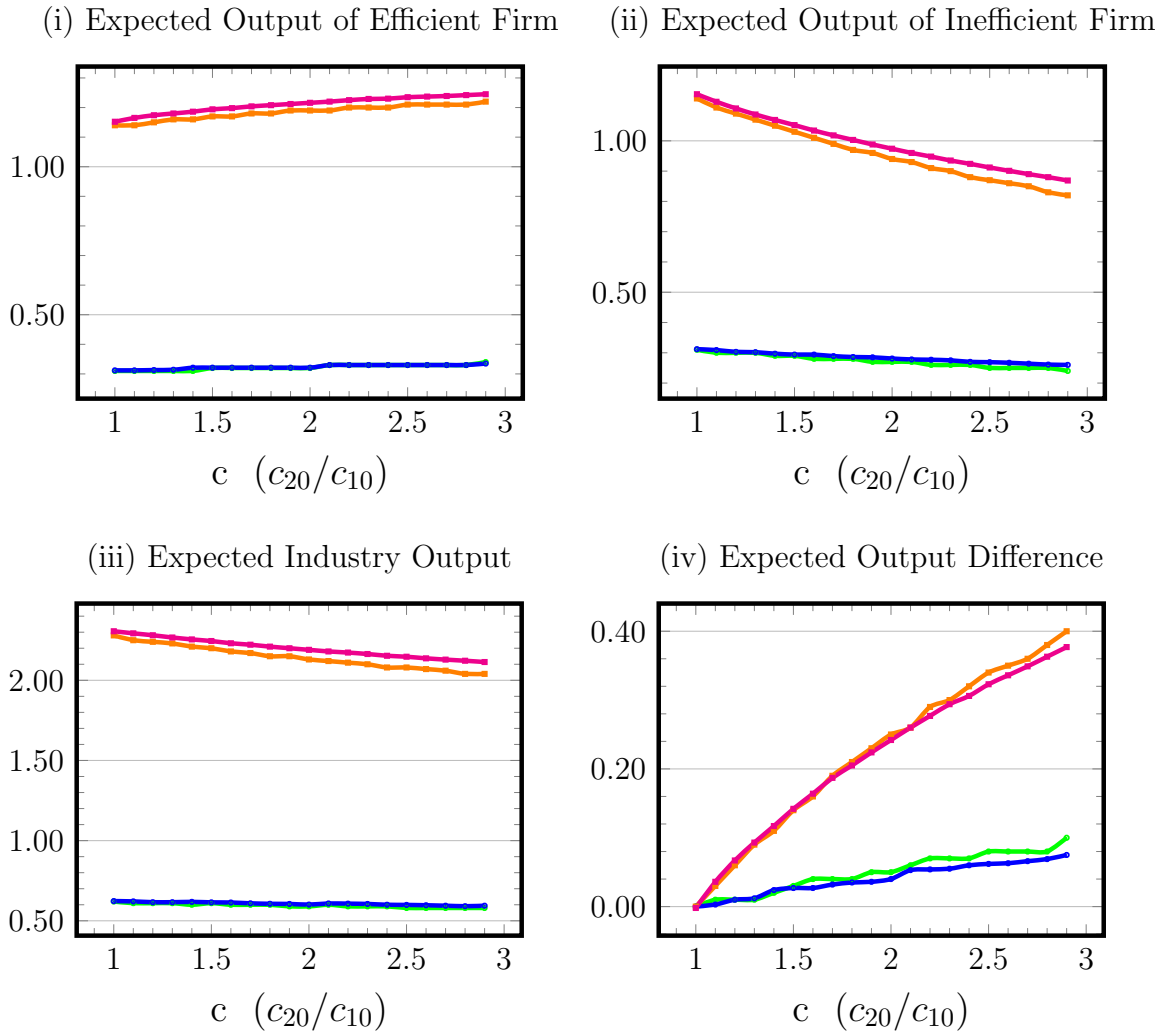 (i) Expected Output of Efficient Firm
1.00
0.50
1 1.5 2 2.5 3
c (c₂₀/c₁₀)
(ii) Expected Output of Inefficient Firm
1.00
0.50
1 1.5 2 2.5 3
c (c₂₀/c₁₀)
(iii) Expected Industry Output
2.00
1.50
1.00
0.50
1 1.5 2 2.5 3
c (c₂₀/c₁₀)
(iv) Expected Output Difference
0.40
0.20
0.00
1 1.5 2 2.5 3
c (c₂₀/c₁₀)